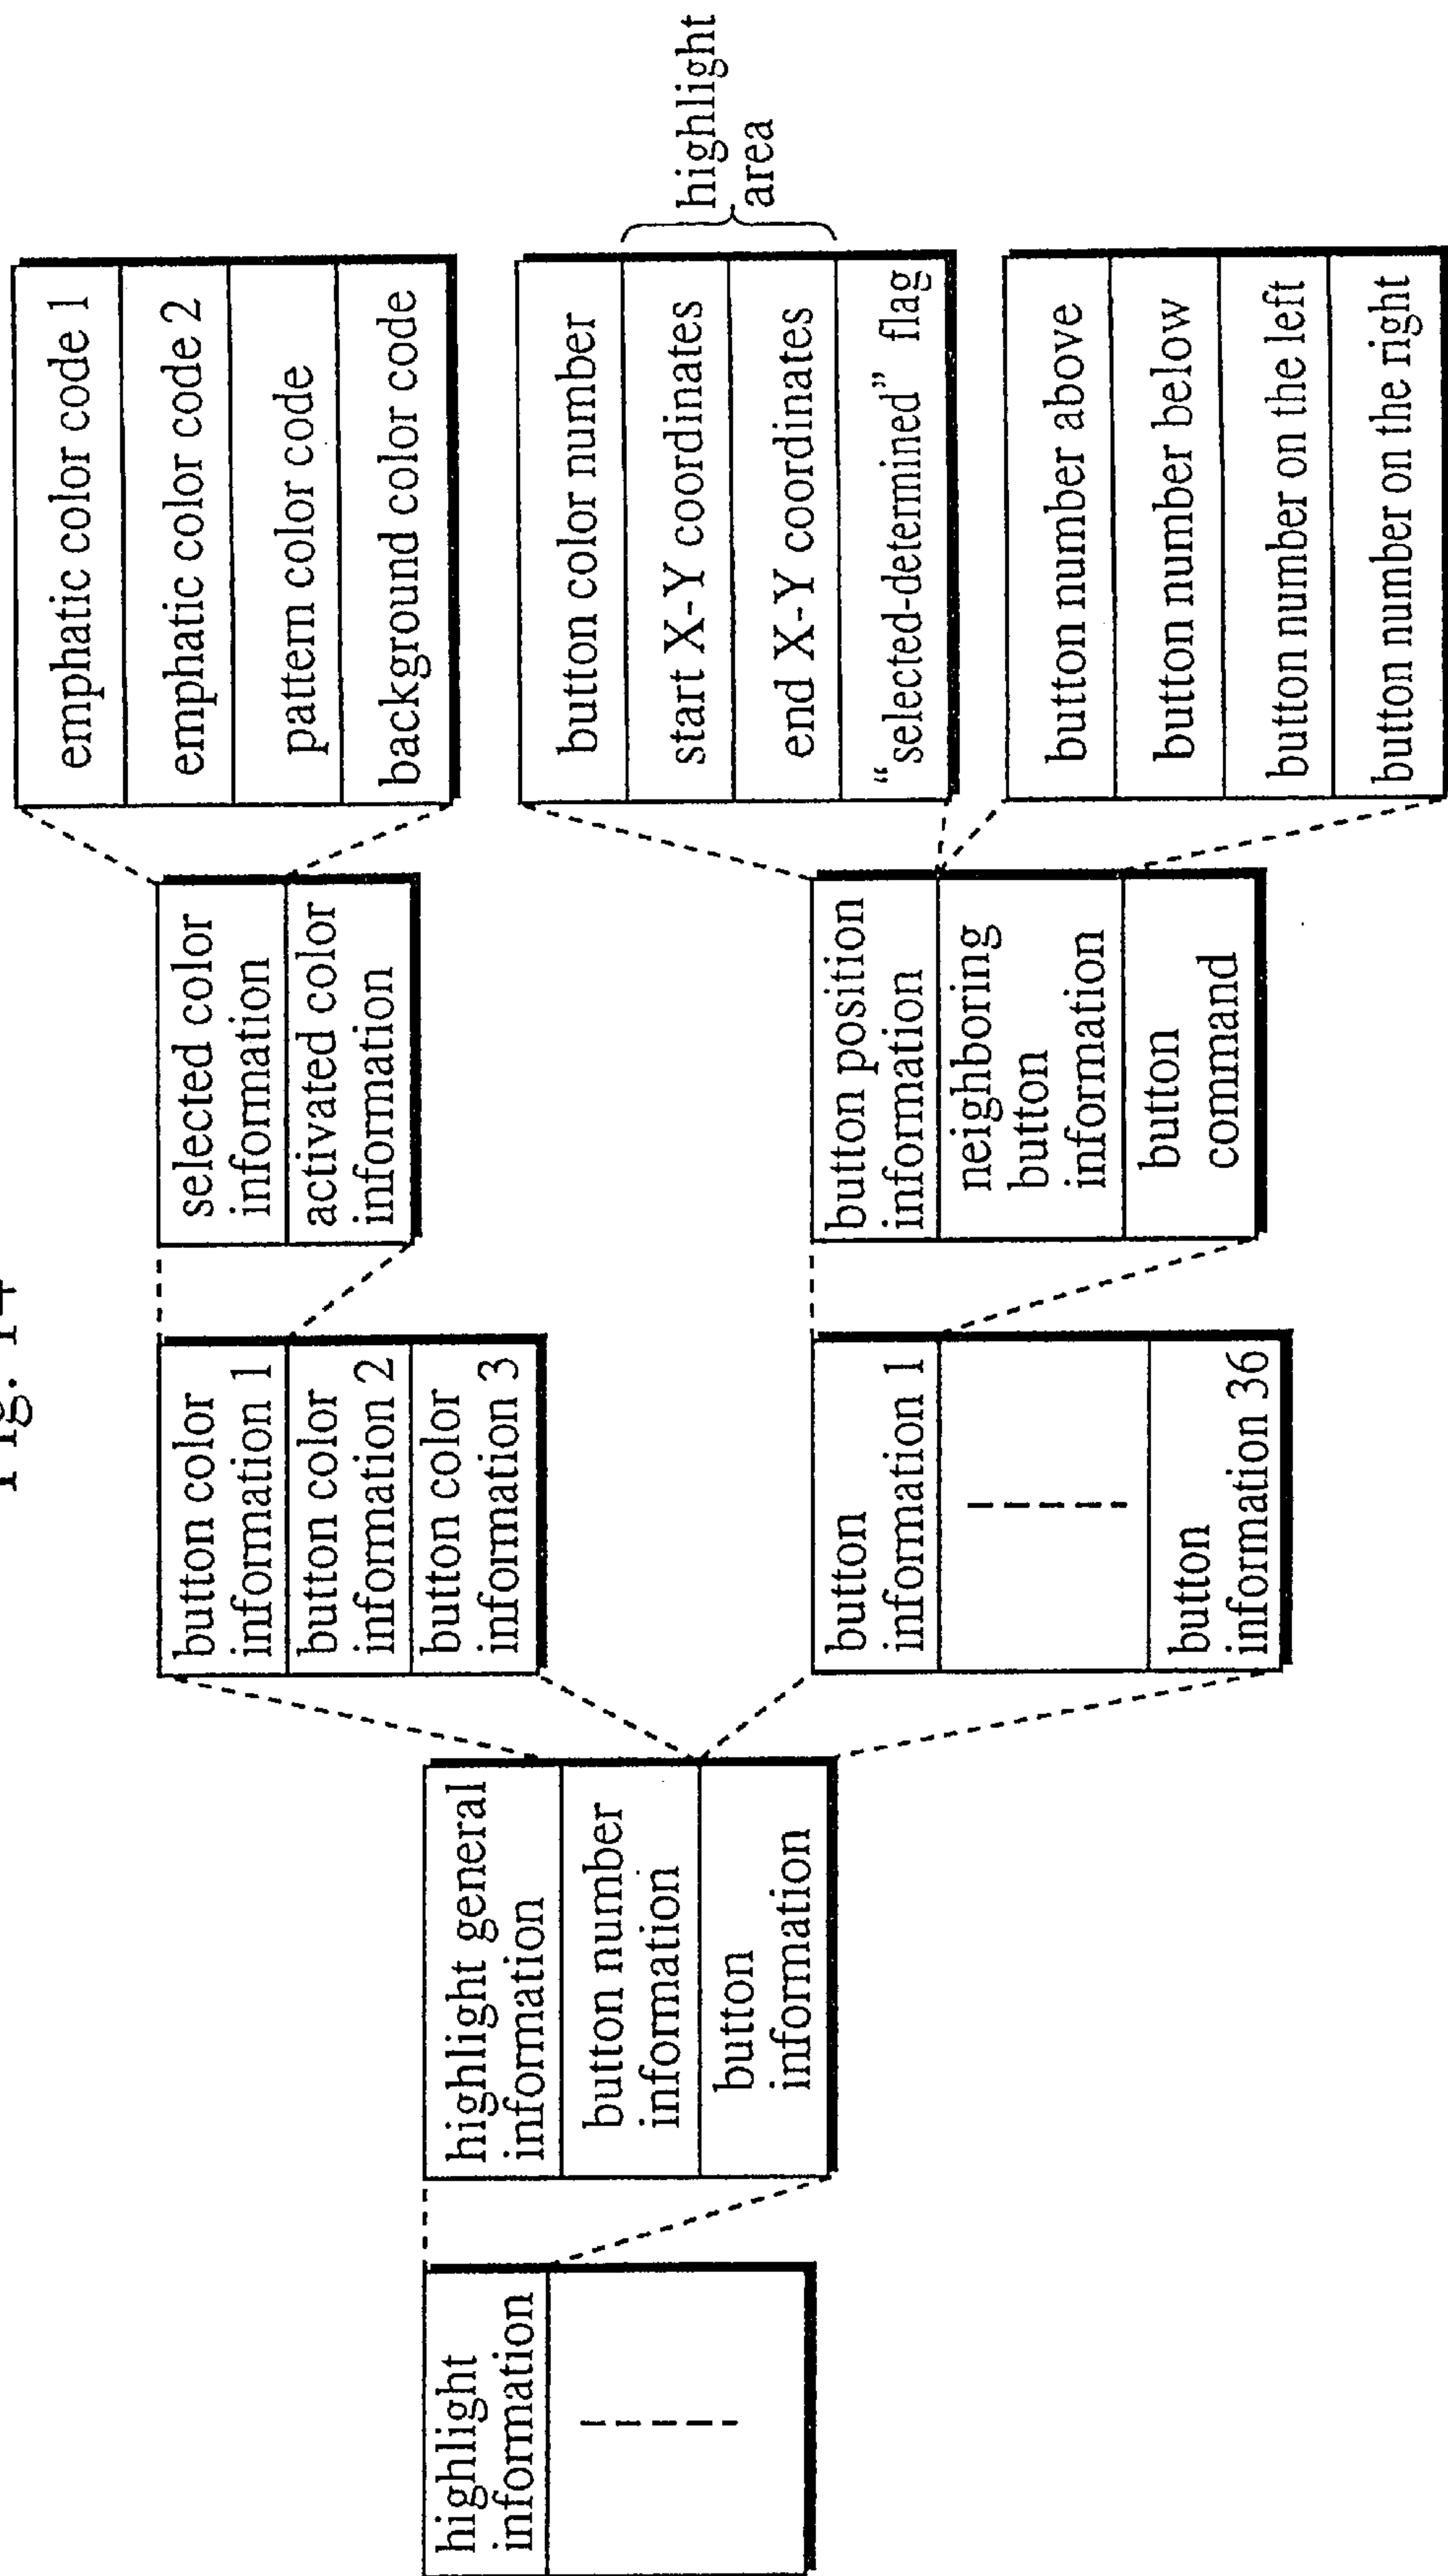 Fig. 14
highlight
information
highlight general
information
button number
information
button
information
button color
information 1
button color
information 2
button color
information 3
button
information 1
button
information 36
selected color
information
activated color
information
button position
information
neighboring
button
information
button
command
emphatic color code 1
emphatic color code 2
pattern color code
background color code
button color number
start X-Y coordinates
end X-Y coordinates
“selected-determined” flag
highlight
area
button number above
button number below
button number on the left
button number on the right